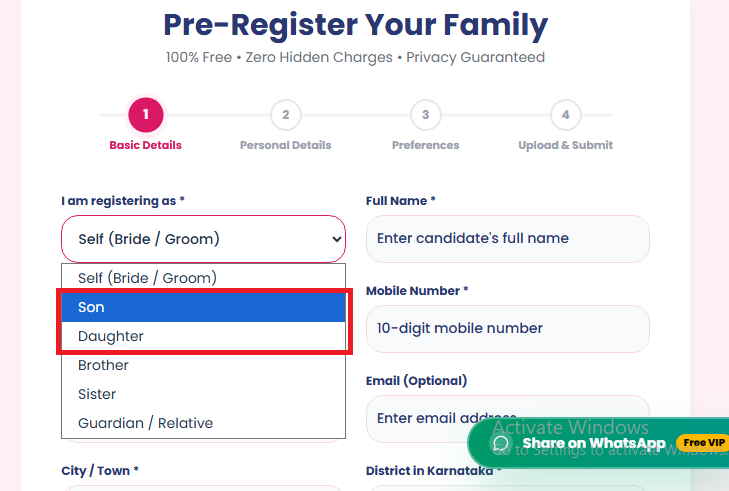 Pre-Register Your Family
100% Free • Zero Hidden Charges • Privacy Guaranteed
1
2
3
4
Basic Details
Personal Details
Preferences
Upload & Submit
I am registering as *
Self (Bride / Groom)
Self (Bride / Groom)
Son
Daughter
Brother
Sister
Guardian / Relative
Full Name *
Enter candidate's full name
Mobile Number *
10-digit mobile number
Email (Optional)
Enter email address
Activate Windows
Go to Settings to activate Windows.
Share on WhatsApp
Free VIP
City / Town *
District in Karnataka *